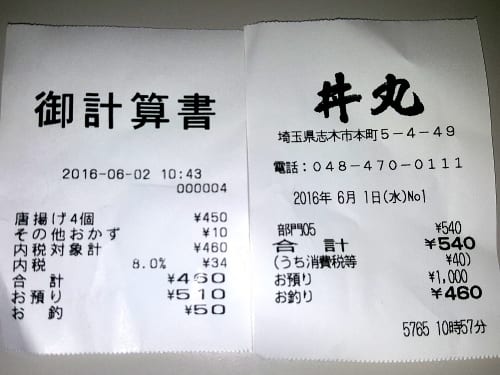 御計算書
2016-06-02 10:43
000004
唐揚げ4個 ¥450
その他おかず ¥10
内税対象計 ¥460
内税 8.0% ¥34
合 計 ¥460
お預り ¥510
お 釣 ¥50
丼丸
埼玉県志木市本町5-4-49
電話:048-470-0111
2016年 6月 1日(水)No1
部門05 ¥540
合 計 ¥540
(うち消費税等 ¥40)
お預り ¥1,000
お釣り ¥460
5765 10時57分